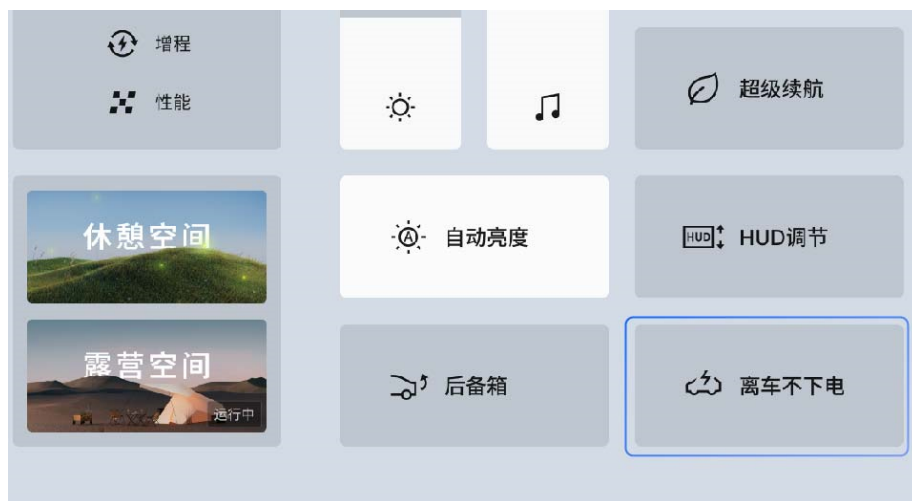 增程
性能
超级续航
休憩空间
A 自动亮度
HUD HUD调节
露营空间
运行中
后备箱
离车不下电